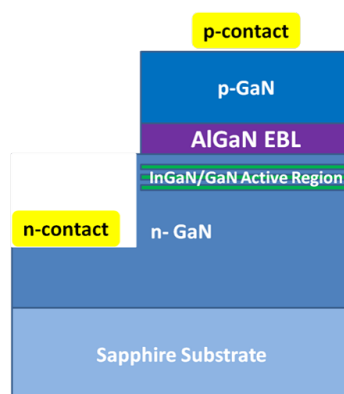 p-contact
p-GaN
AlGaN EBL
InGaN/GaN Active Region
n-contact
n- GaN
Sapphire Substrate